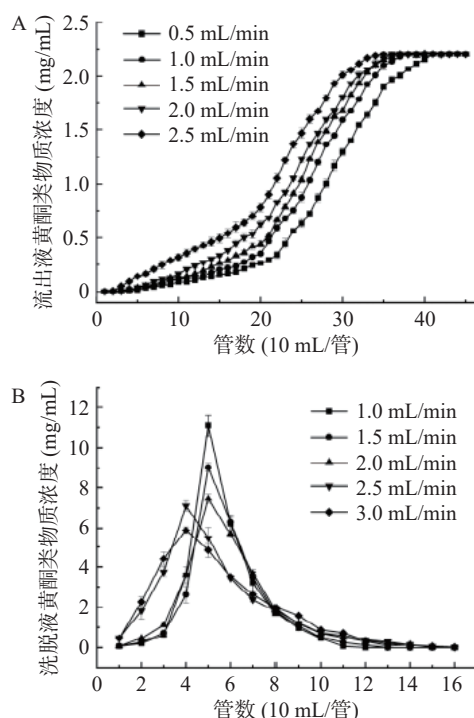 A
流出液黄酮类物质浓度 (mg/mL)
2.5
2.0
1.5
1.0
0.5
0
0.5 mL/min
1.0 mL/min
1.5 mL/min
2.0 mL/min
2.5 mL/min
0 10 20 30 40
管数 (10 mL/管)
B
洗脱液黄酮类物质浓度 (mg/mL)
12
10
8
6
4
2
0
1.0 mL/min
1.5 mL/min
2.0 mL/min
2.5 mL/min
3.0 mL/min
0 2 4 6 8 10 12 14 16
管数 (10 mL/管)